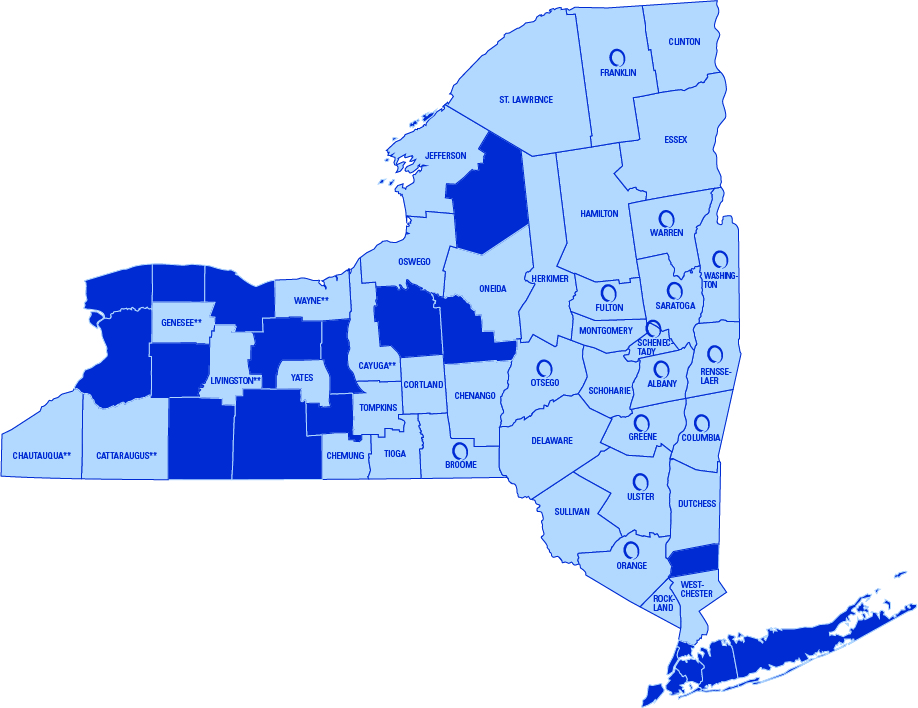 CLINTON
FRANKLIN
ST. LAWRENCE
ESSEX
JEFFERSON
HAMILTON
WARREN
OSWEGO
HERKIMER
WASHING-
TON
ONEIDA
WAYNE**
FULTON
SARATOGA
GENESEE**
MONTGOMERY
SCHENEC-
TADY
CAYUGA**
RENSSE-
LAER
LIVINGSTON**
YATES
OTSEGO
ALBANY
CORTLAND
SCHOHARIE
CHENANGO
TOMPKINS
GREENE
COLUMBIA
DELAWARE
CHAUTAUQUA**
CATTARAUGUS**
CHEMUNG
TIOGA
BROOME
ULSTER
DUTCHESS
SULLIVAN
ORANGE
WEST-
CHESTER
ROCK-
LAND